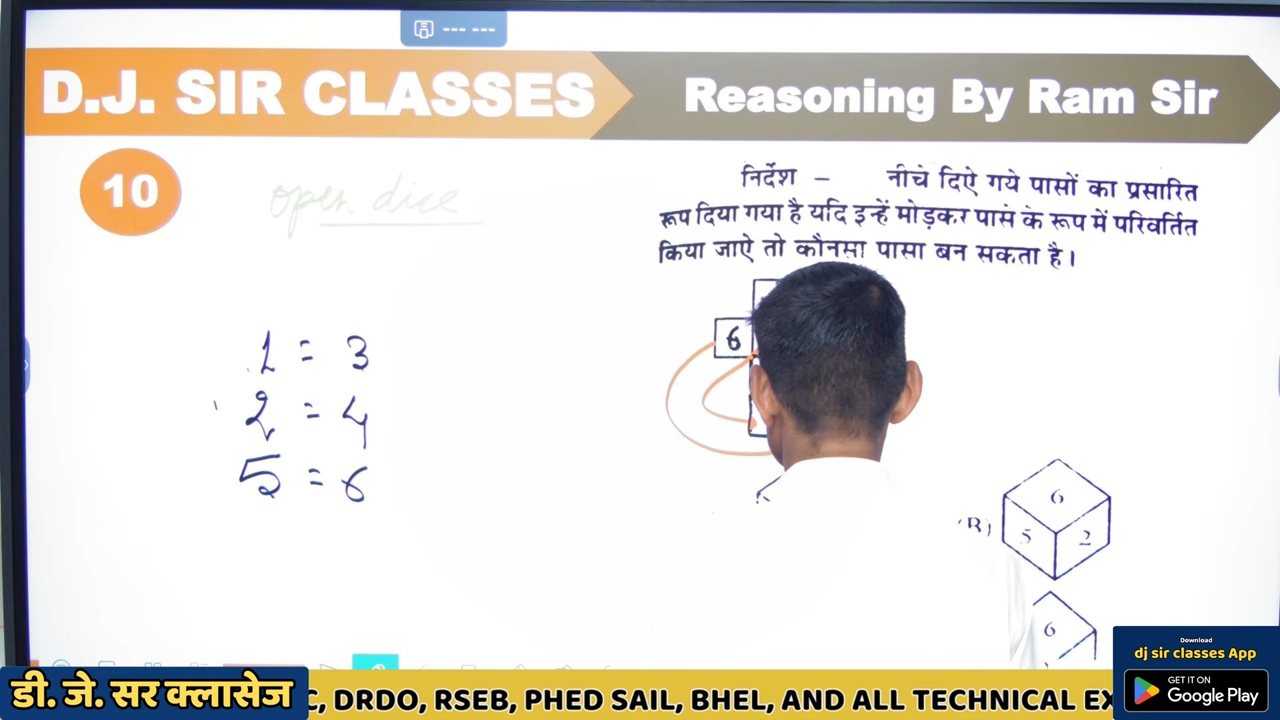 --- ---
D.J. SIR CLASSES
Reasoning By Ram Sir
10
open dice
निर्देश – नीचे दिऐ गये पासों का प्रसारित
रूप दिया गया है यदि इन्हें मोड़कर पासे के रूप में परिवर्तित
किया जाऐ तो कौनसा पासा बन सकता है।
6
1 = 3
2 = 4
5 = 6
(B)
6
5
2
6
डी. जे. सर क्लासेज
C, DRDO, RSEB, PHED SAIL, BHEL, AND ALL TECHNICAL EX
Download
dj sir classes App
GET IT ON
Google Play